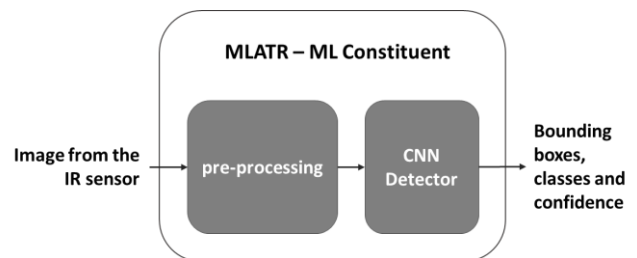 MLATR – ML Constituent
Image from the
IR sensor
pre-processing
CNN
Detector
Bounding
boxes,
classes and
confidence